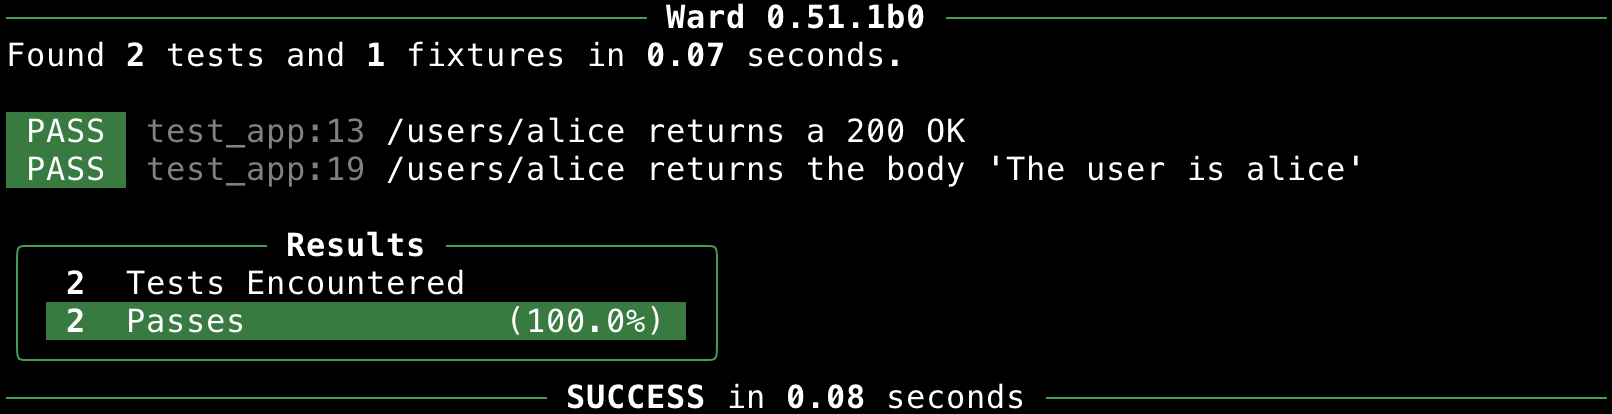 Ward 0.51.1b0
Found 2 tests and 1 fixtures in 0.07 seconds.
PASS test_app:13 /users/alice returns a 200 OK
PASS test_app:19 /users/alice returns the body 'The user is alice'
Results
2 Tests Encountered
2 Passes (100.0%)
SUCCESS in 0.08 seconds